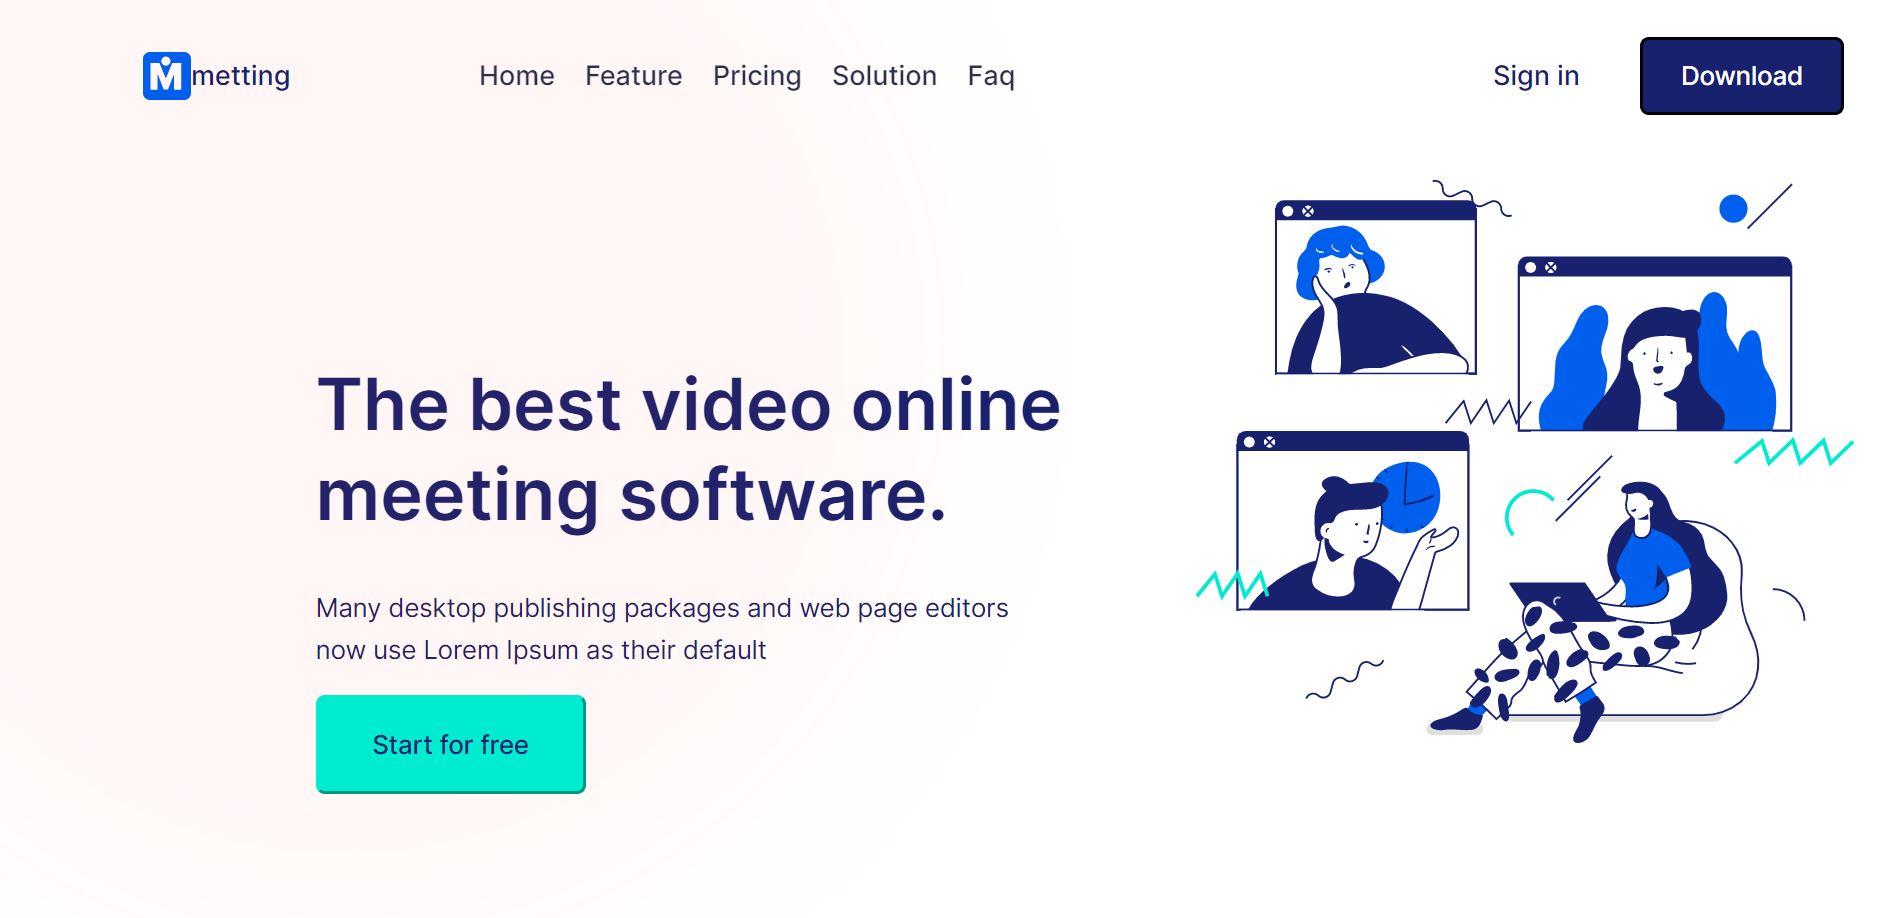 M metting
Home Feature Pricing Solution Faq
Sign in
Download
The best video online
meeting software.
Many desktop publishing packages and web page editors
now use Lorem Ipsum as their default
Start for free